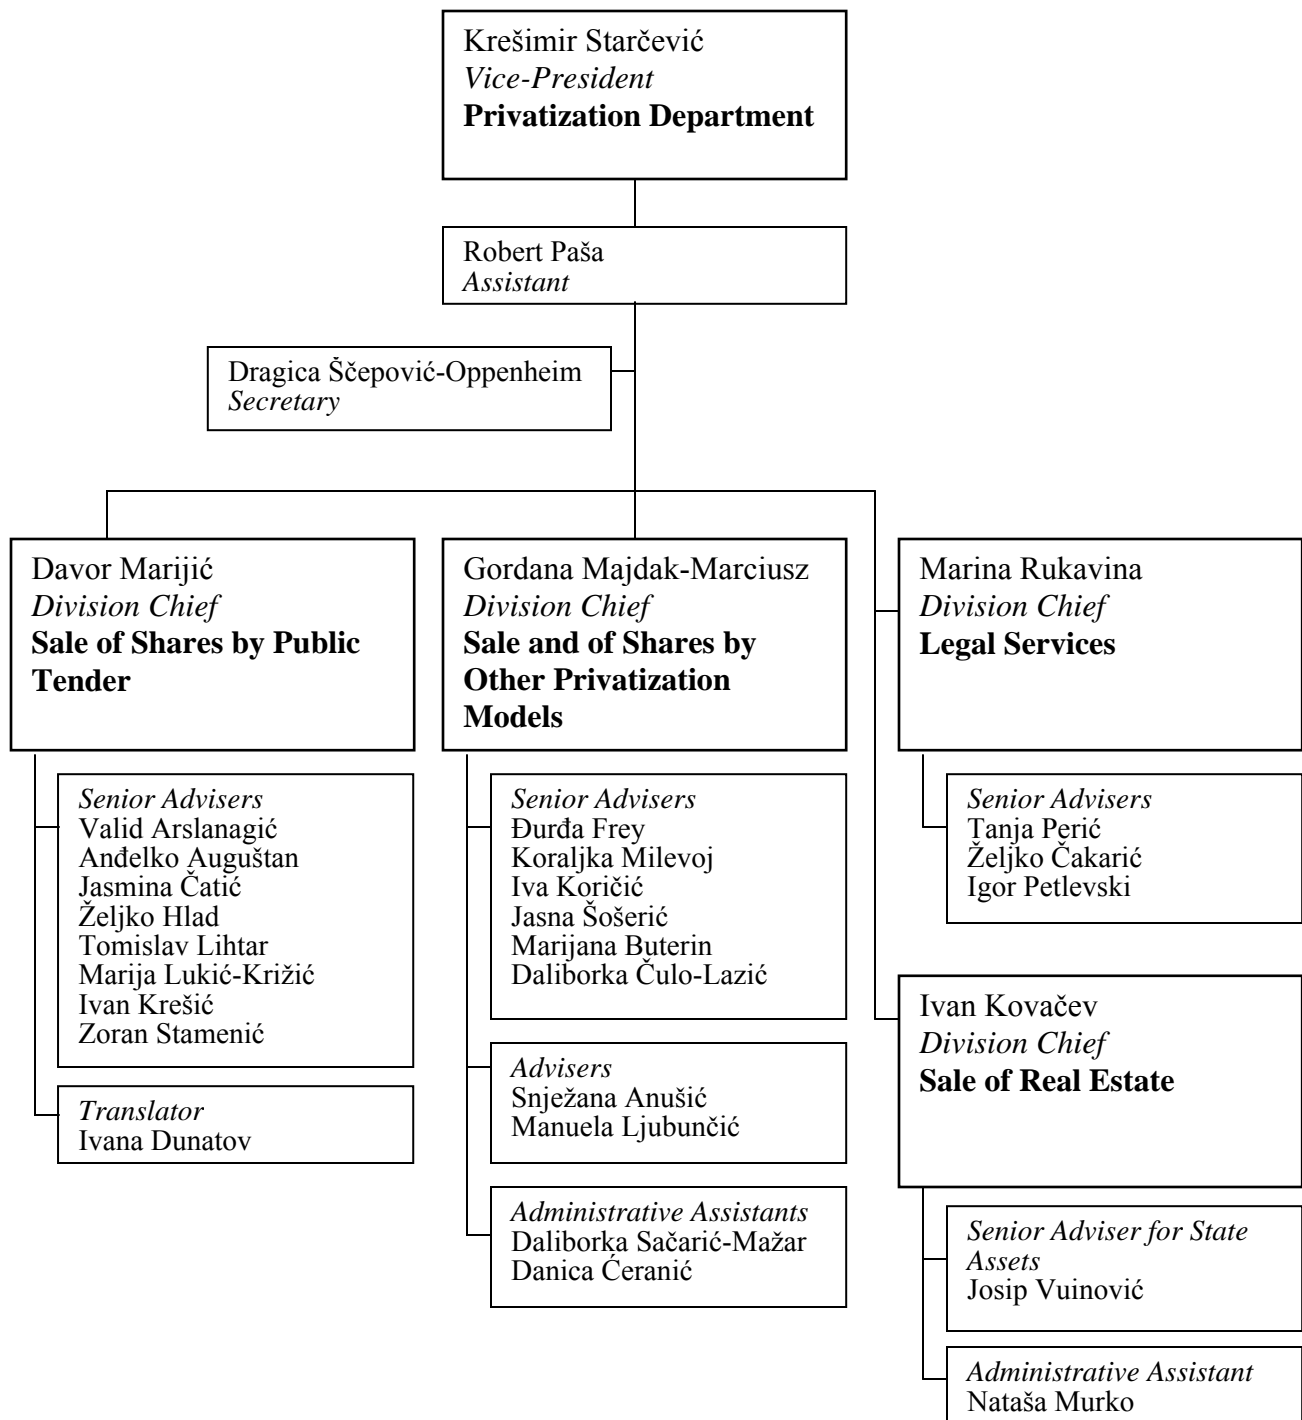 Krešimir Starčević
Vice-President
Privatization Department
Robert Paša
Assistant
Dragica Ščepović-Oppenheim
Secretary
Davor Marijić
Division Chief
Sale of Shares by Public
Tender
Senior Advisers
Valid Arslanagić
Anđelko Auguštan
Jasmina Čatić
Željko Hlad
Tomislav Lihtar
Marija Lukić-Križić
Ivan Krešić
Zoran Stamenić
Translator
Ivana Dunatov
Gordana Majdak-Marciusz
Division Chief
Sale and of Shares by
Other Privatization
Models
Senior Advisers
Đurđa Frey
Koraljka Milevoj
Iva Koričić
Jasna Šošerić
Marijana Buterin
Daliborka Čulo-Lazić
Advisers
Snježana Anušić
Manuela Ljubunčić
Administrative Assistants
Daliborka Sačarić-Mažar
Danica Ćeranić
Marina Rukavina
Division Chief
Legal Services
Senior Advisers
Tanja Perić
Željko Čakarić
Igor Petlevski
Ivan Kovačev
Division Chief
Sale of Real Estate
Senior Adviser for State
Assets
Josip Vuinović
Administrative Assistant
Nataša Murko